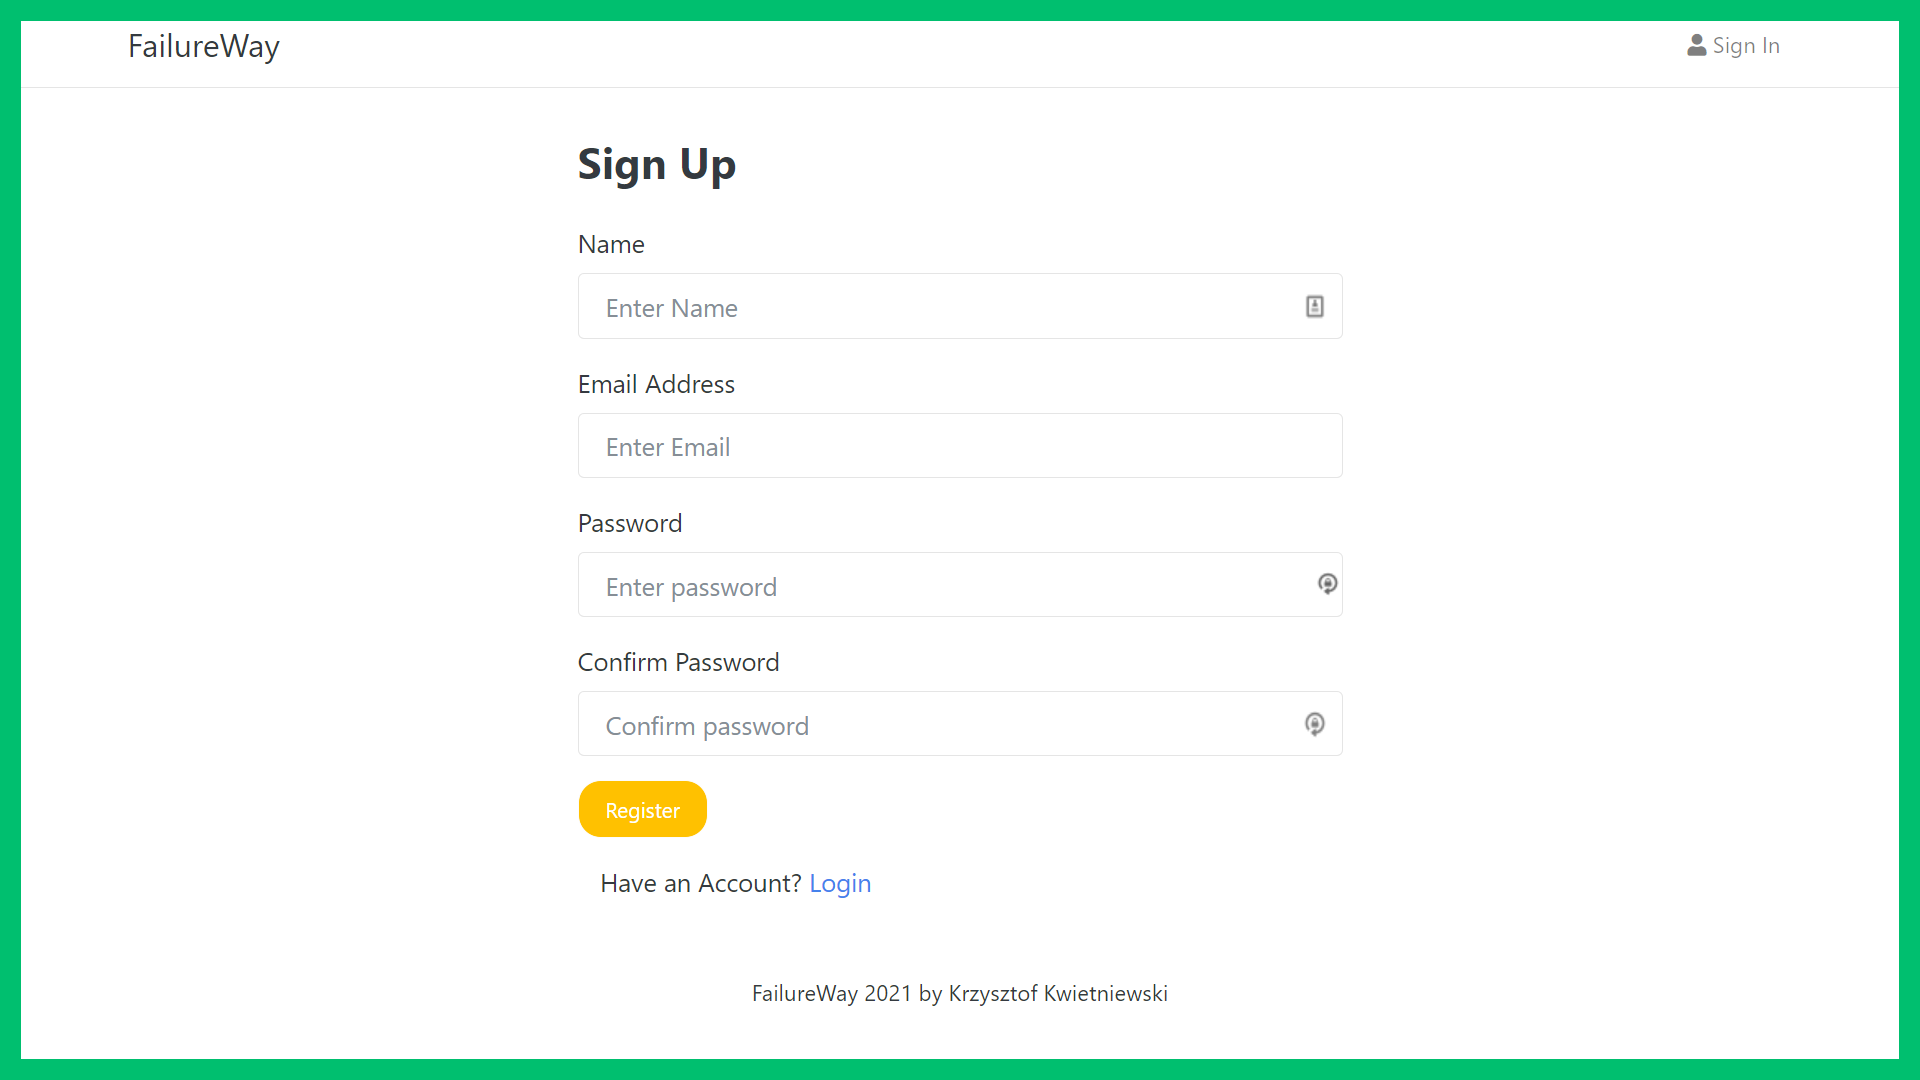 FailureWay
Sign In
Sign Up
Name
Enter Name
Email Address
Enter Email
Password
Enter password
Confirm Password
Confirm password
Register
Have an Account? Login
FailureWay 2021 by Krzysztof Kwietniewski